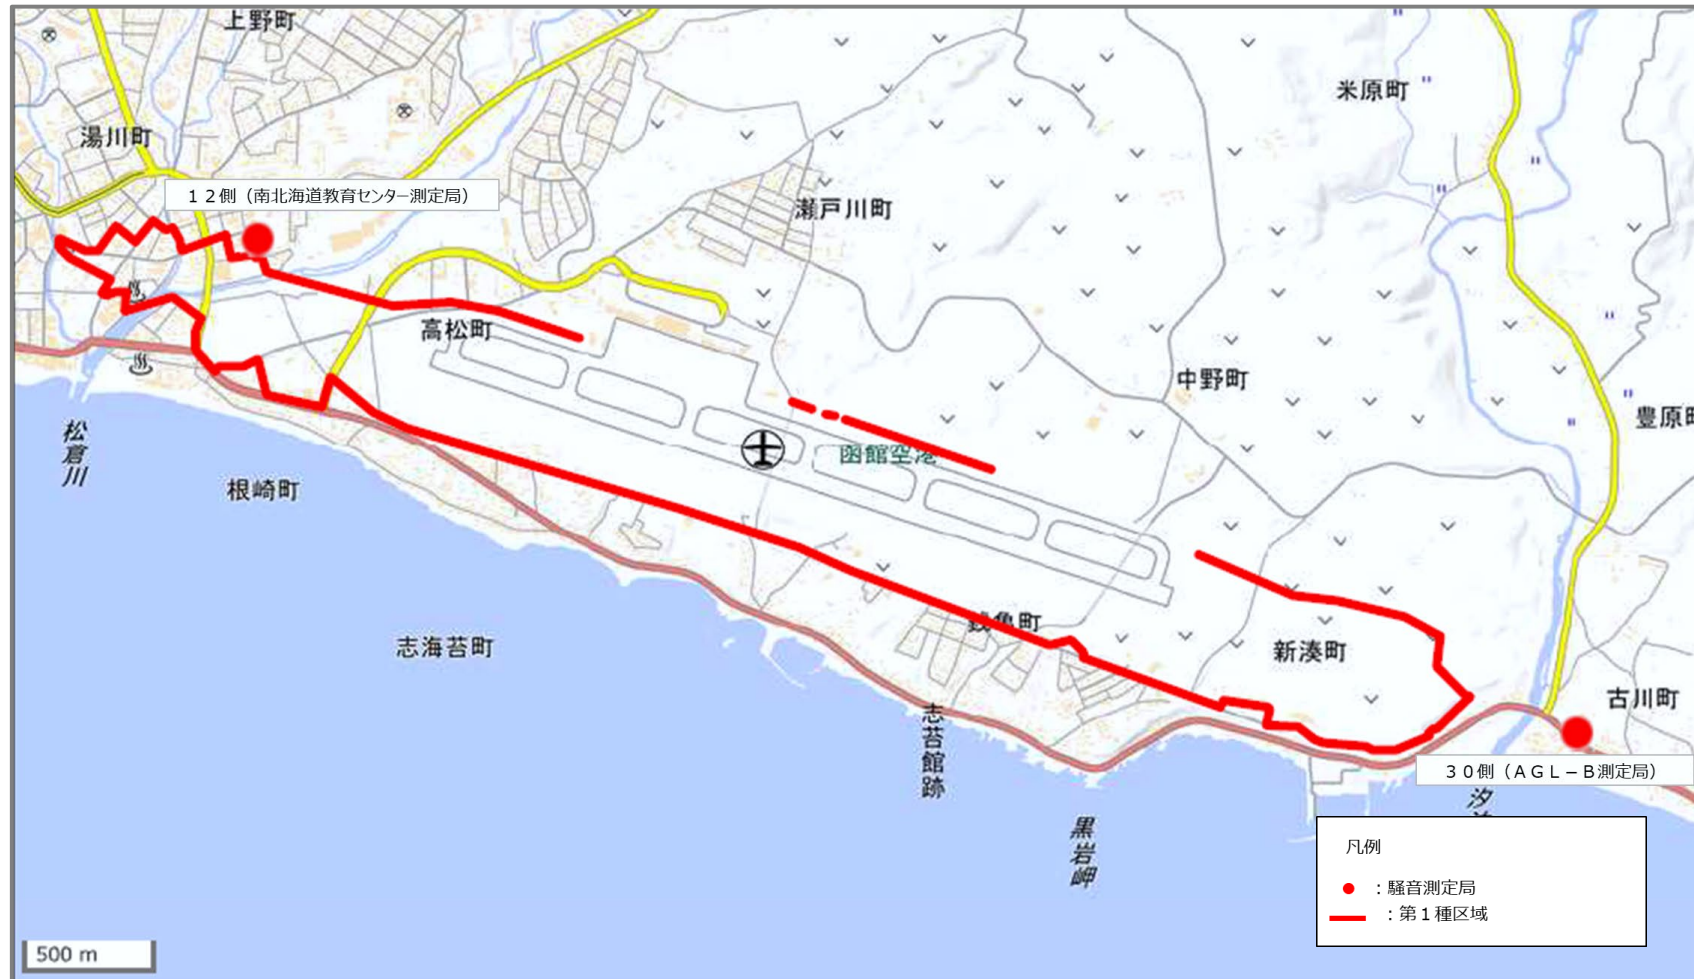 上野町
米原町
湯川町
12側（南北海道教育センター測定局）
瀬戸川町
高松町
中野町
豊原町
松倉川
函館空港
根崎町
銭亀町
志海苔町
新湊町
古川町
志苔館跡
30側（AGL－B測定局）
黒岩岬
凡例
：騒音測定局
：第1種区域
500 m